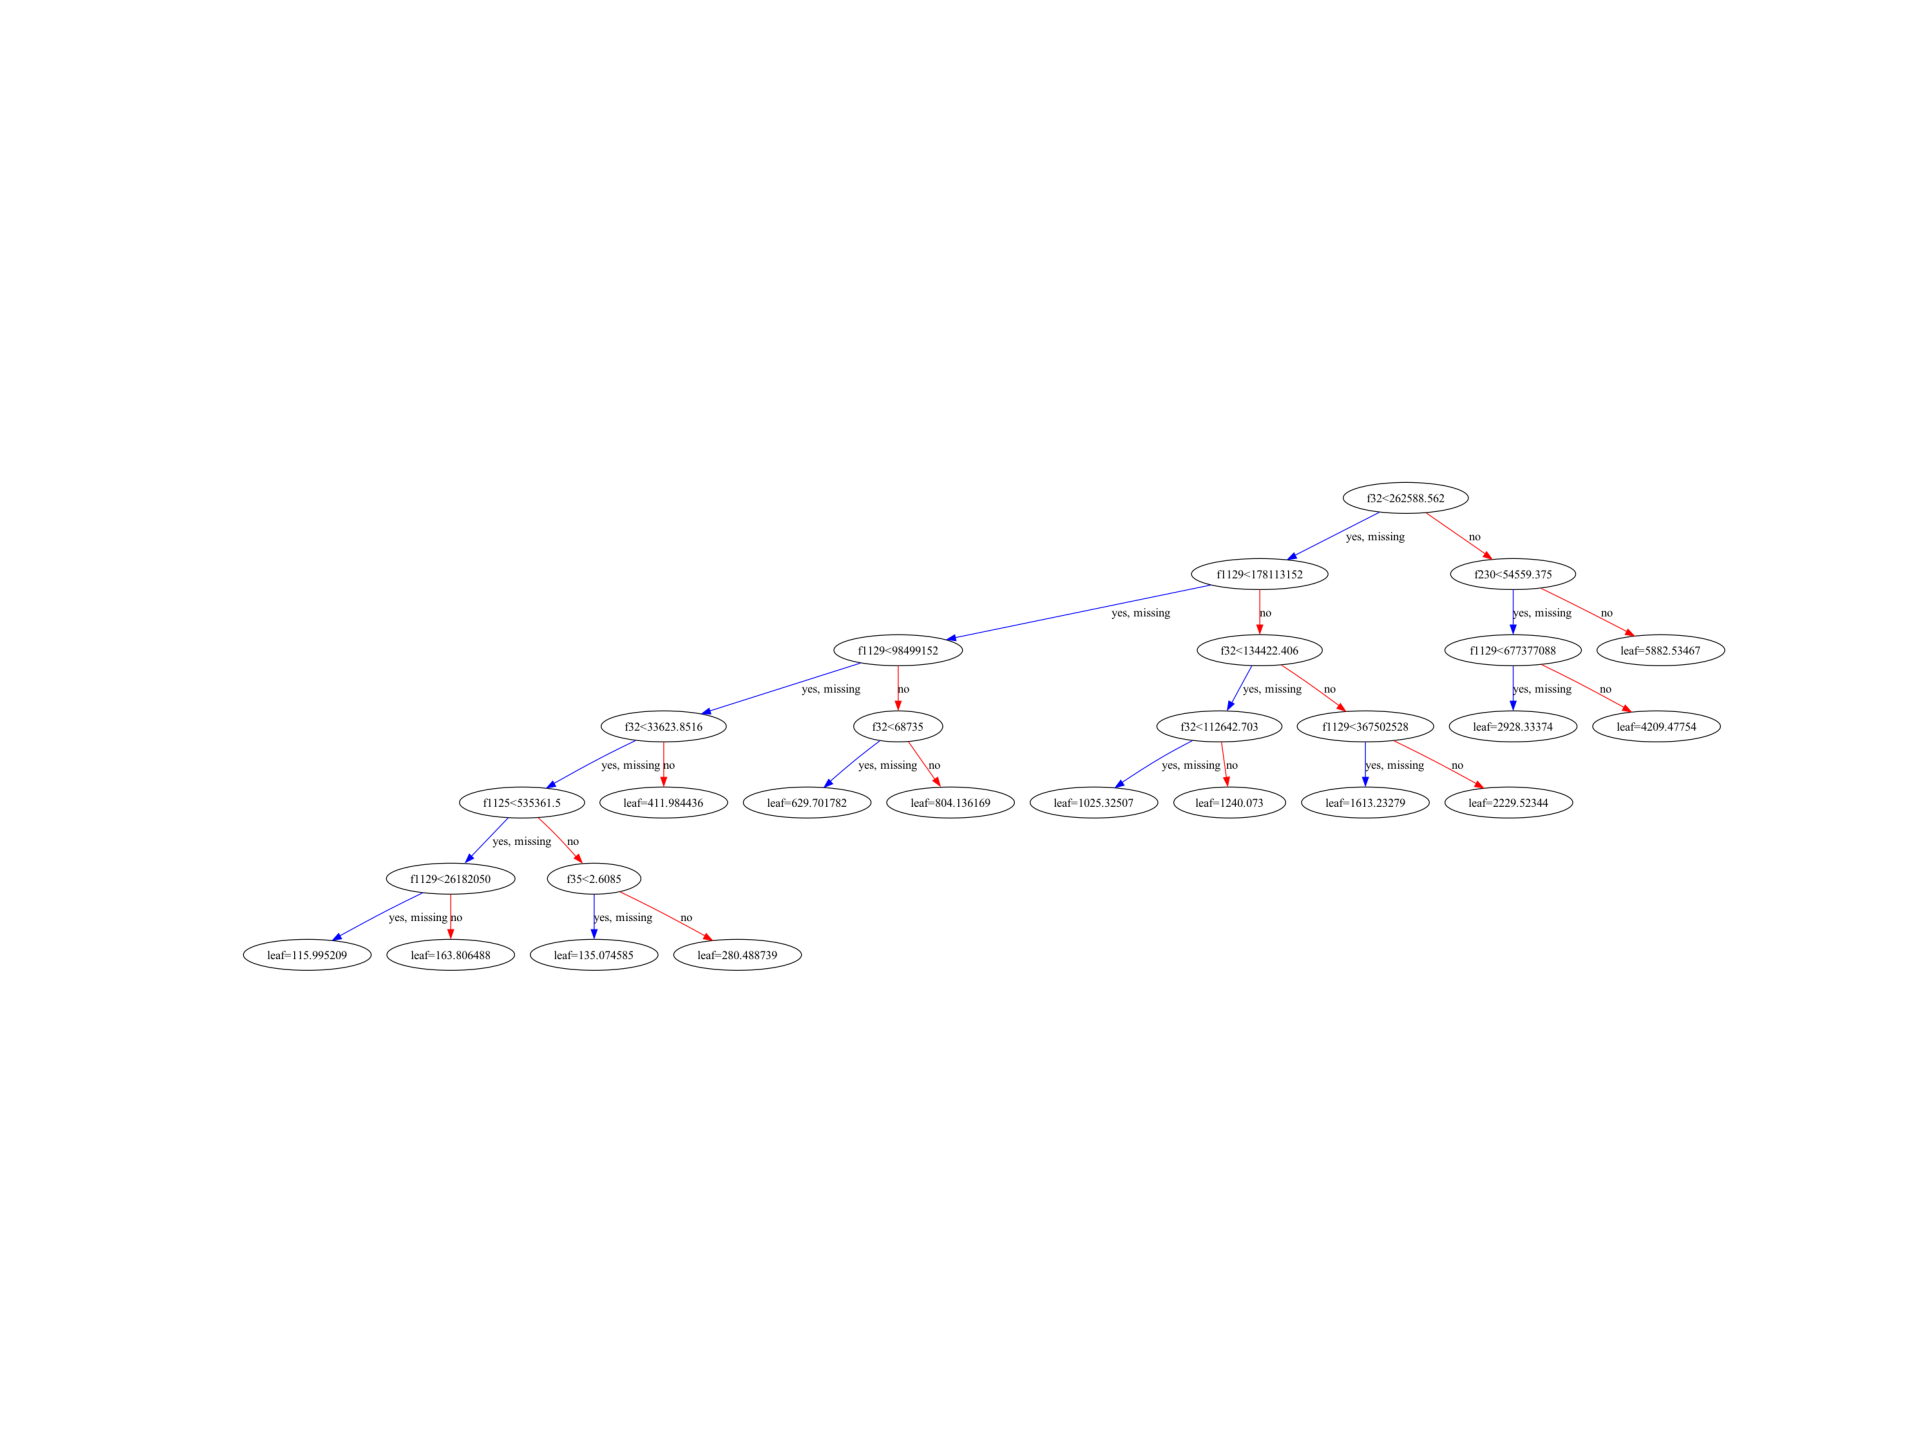 f32<262588.562
yes, missing
no
f1129<178113152
f230<54559.375
yes, missing
no
yes, missing
no
f1129<98499152
f32<134422.406
f1129<677377088
leaf=5882.53467
yes, missing
no
yes, missing
no
yes, missing
no
f32<33623.8516
f32<68735
f32<112642.703
f1129<367502528
leaf=2928.33374
leaf=4209.47754
yes, missing
no
yes, missing
no
yes, missing
no
yes, missing
no
f1125<535361.5
leaf=411.984436
leaf=629.701782
leaf=804.136169
leaf=1025.32507
leaf=1240.073
leaf=1613.23279
leaf=2229.52344
yes, missing
no
f1129<26182050
f35<2.6085
yes, missing
no
yes, missing
no
leaf=115.995209
leaf=163.806488
leaf=135.074585
leaf=280.488739